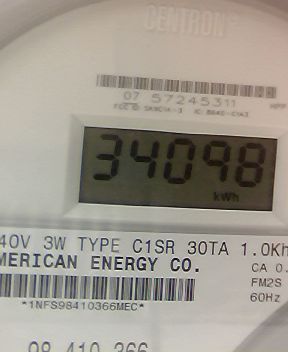 CENTRON®
07 57245311
34098
kWh
40V 3W TYPE C1SR 30TA 1.0Kh
MERICAN ENERGY CO.
CA 0.
FM2S
60Hz
*1NFS98410366MEC*
98 410 366